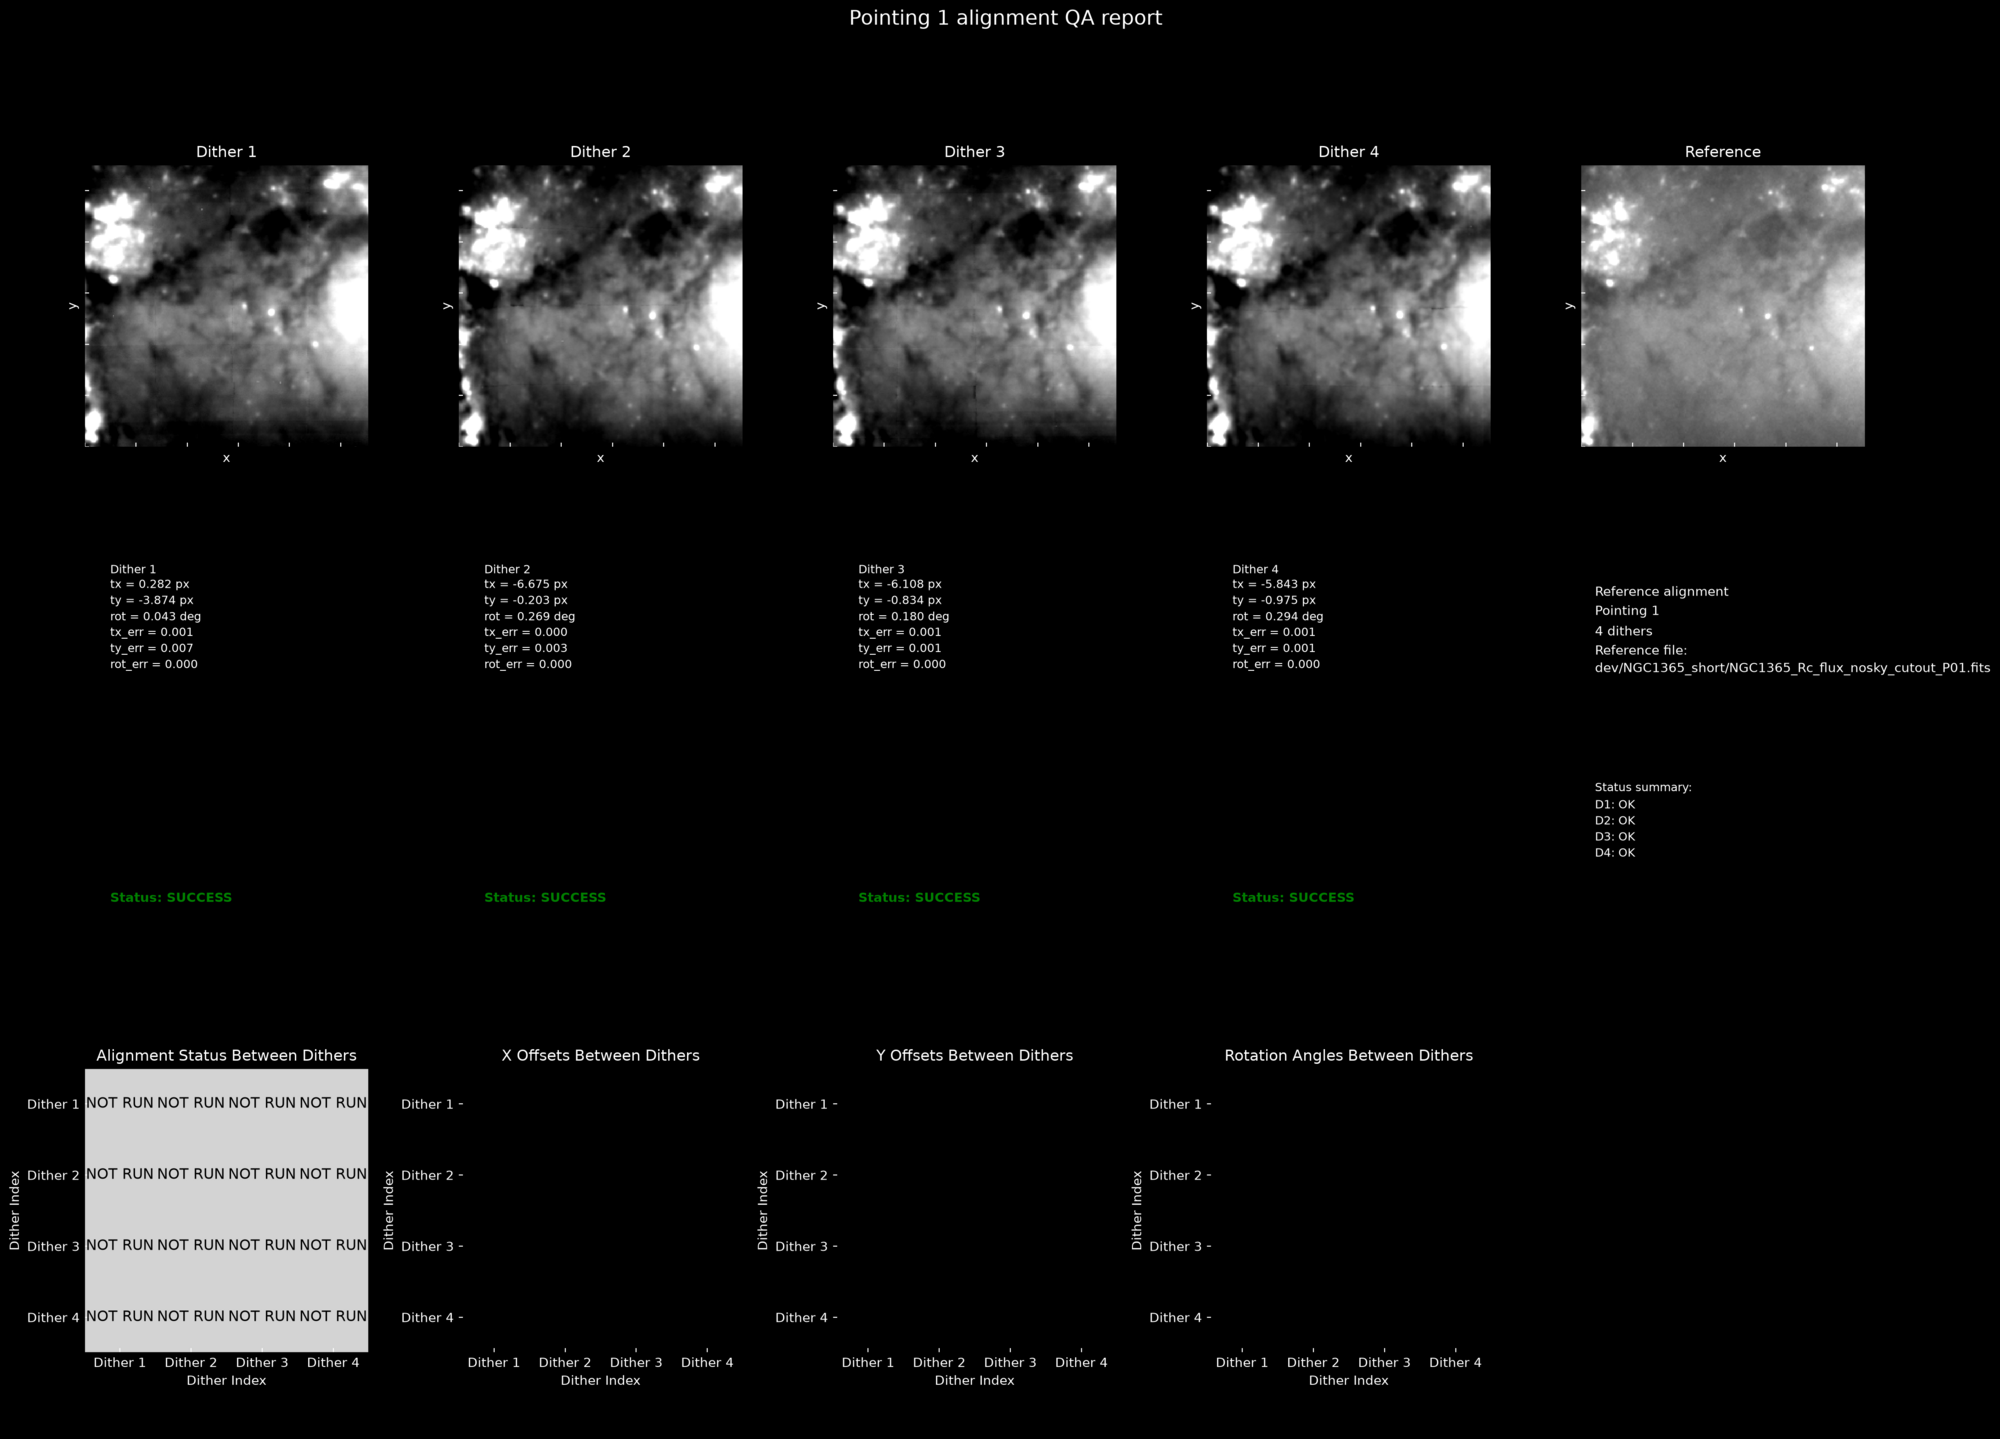 Pointing 1 alignment QA report
Dither 1
Dither 2
Dither 3
Dither 4
Reference
y
x
y
x
y
x
y
x
y
x
Dither 1
tx = 0.282 px
ty = -3.874 px
rot = 0.043 deg
tx_err = 0.001
ty_err = 0.007
rot_err = 0.000
Status: SUCCESS
Dither 2
tx = -6.675 px
ty = -0.203 px
rot = 0.269 deg
tx_err = 0.000
ty_err = 0.003
rot_err = 0.000
Status: SUCCESS
Dither 3
tx = -6.108 px
ty = -0.834 px
rot = 0.180 deg
tx_err = 0.001
ty_err = 0.001
rot_err = 0.000
Status: SUCCESS
Dither 4
tx = -5.843 px
ty = -0.975 px
rot = 0.294 deg
tx_err = 0.001
ty_err = 0.001
rot_err = 0.000
Status: SUCCESS
Reference alignment
Pointing 1
4 dithers
Reference file:
dev/NGC1365_short/NGC1365_Rc_flux_nosky_cutout_P01.fits
Status summary:
D1: OK
D2: OK
D3: OK
D4: OK
Alignment Status Between Dithers
Dither Index
Dither 1 NOT RUN NOT RUN NOT RUN NOT RUN
Dither 2 NOT RUN NOT RUN NOT RUN NOT RUN
Dither 3 NOT RUN NOT RUN NOT RUN NOT RUN
Dither 4 NOT RUN NOT RUN NOT RUN NOT RUN
Dither 1 Dither 2 Dither 3 Dither 4
Dither Index
X Offsets Between Dithers
Dither Index
Dither 1
Dither 2
Dither 3
Dither 4
Dither 1 Dither 2 Dither 3 Dither 4
Dither Index
Y Offsets Between Dithers
Dither Index
Dither 1
Dither 2
Dither 3
Dither 4
Dither 1 Dither 2 Dither 3 Dither 4
Dither Index
Rotation Angles Between Dithers
Dither Index
Dither 1
Dither 2
Dither 3
Dither 4
Dither 1 Dither 2 Dither 3 Dither 4
Dither Index